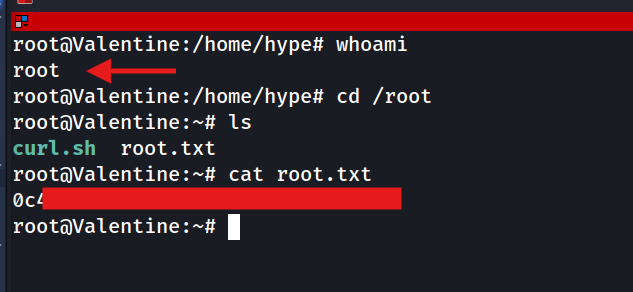 root@Valentine:/home/hype# whoami
root
root@Valentine:/home/hype# cd /root
root@Valentine:~# ls
curl.sh  root.txt
root@Valentine:~# cat root.txt
0c4
root@Valentine:~#